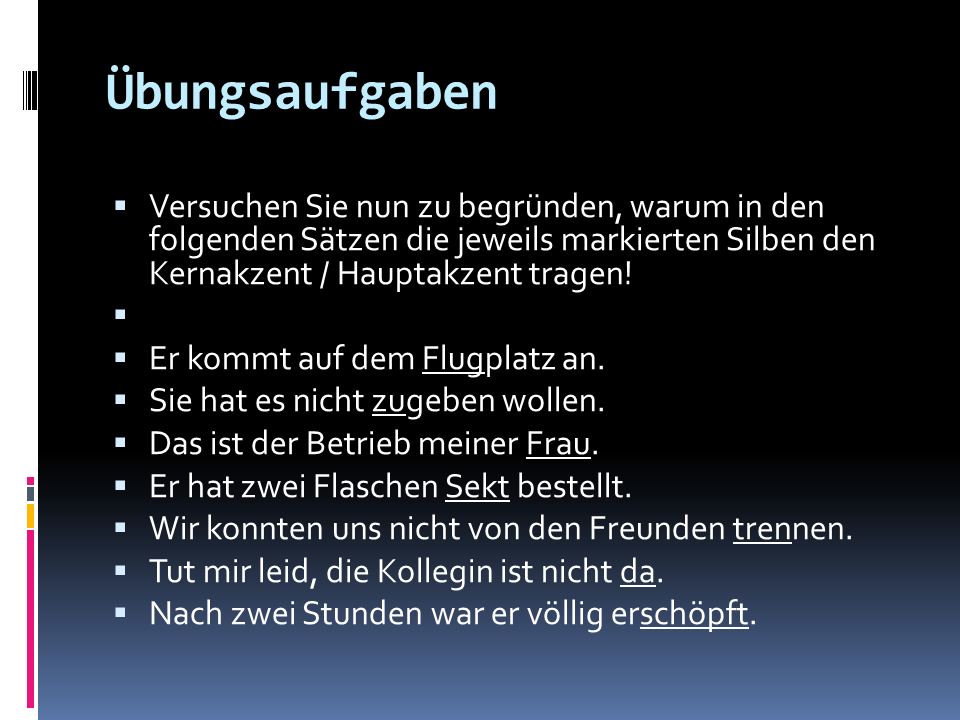 Übungsaufgaben
Versuchen Sie nun zu begründen, warum in den
folgenden Sätzen die jeweils markierten Silben den
Kernakzent / Hauptakzent tragen!
Er kommt auf dem Flugplatz an.
Sie hat es nicht zugeben wollen.
Das ist der Betrieb meiner Frau.
Er hat zwei Flaschen Sekt bestellt.
Wir konnten uns nicht von den Freunden trennen.
Tut mir leid, die Kollegin ist nicht da.
Nach zwei Stunden war er völlig erschöpft.